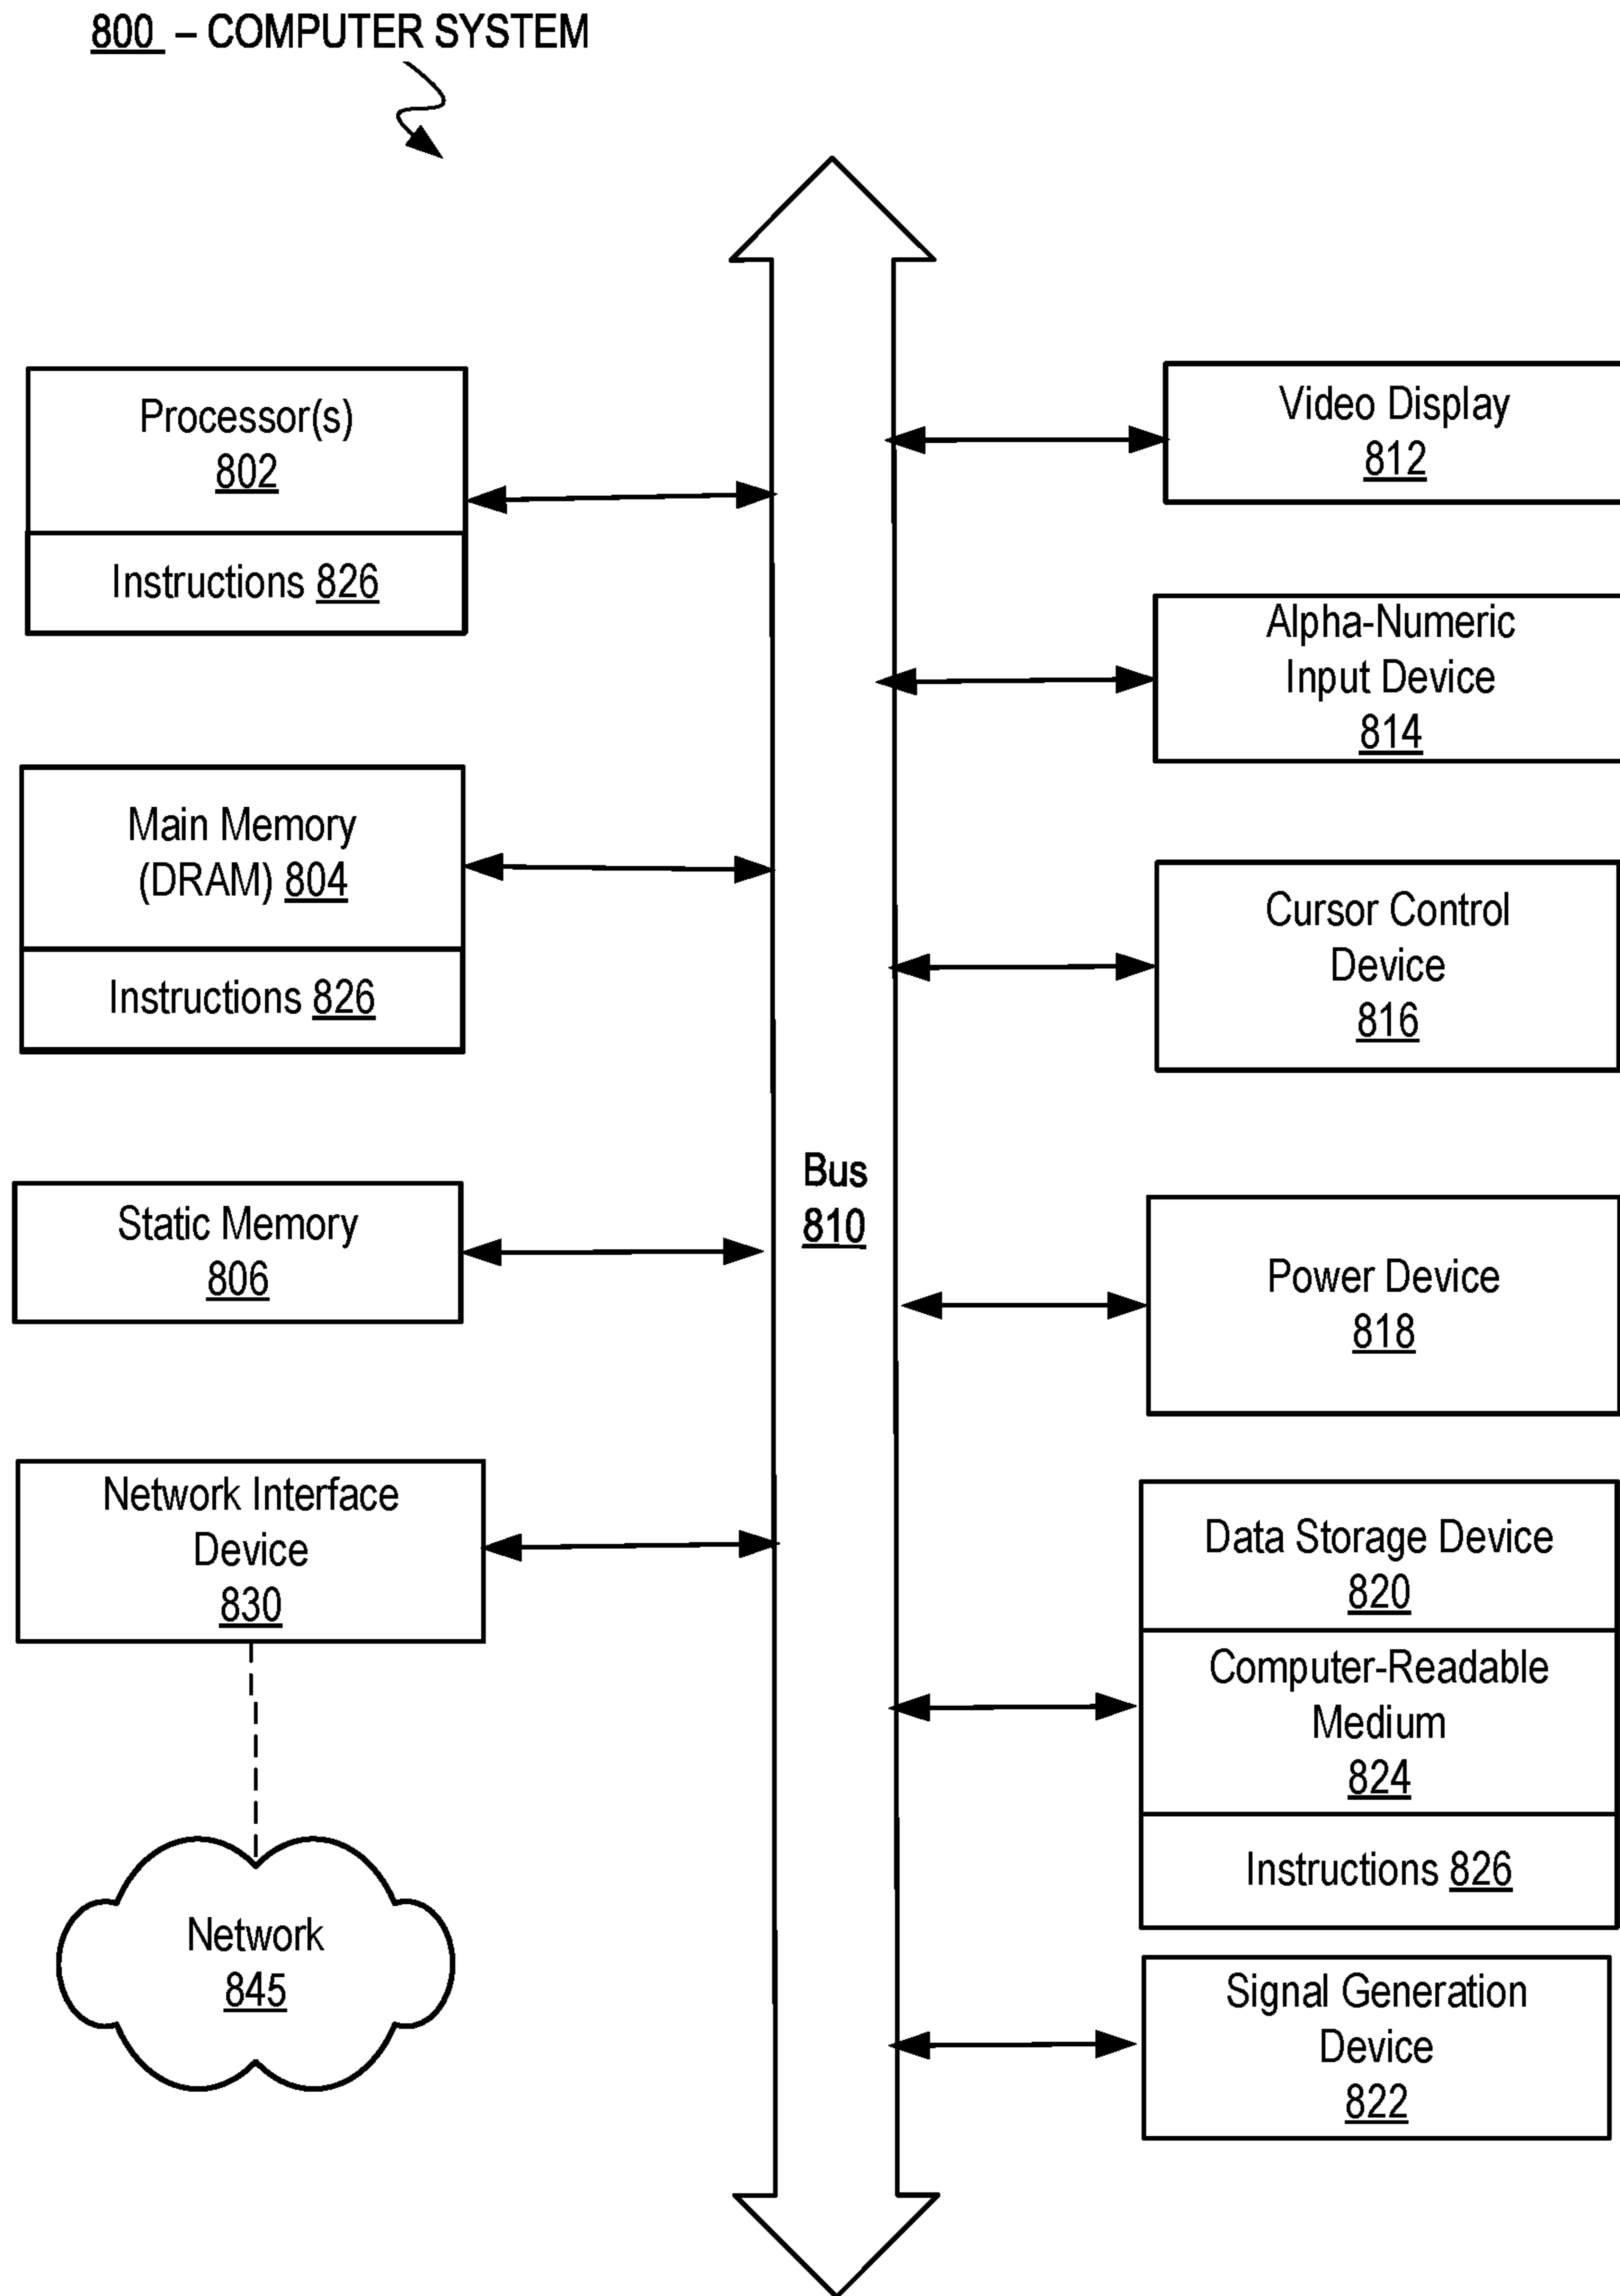 800 – COMPUTER SYSTEM
Processor(s)
802
Instructions 826
Main Memory
(DRAM) 804
Instructions 826
Static Memory
806
Network Interface
Device
830
Network
845
Bus
810
Video Display
812
Alpha-Numeric
Input Device
814
Cursor Control
Device
816
Power Device
818
Data Storage Device
820
Computer-Readable
Medium
824
Instructions 826
Signal Generation
Device
822